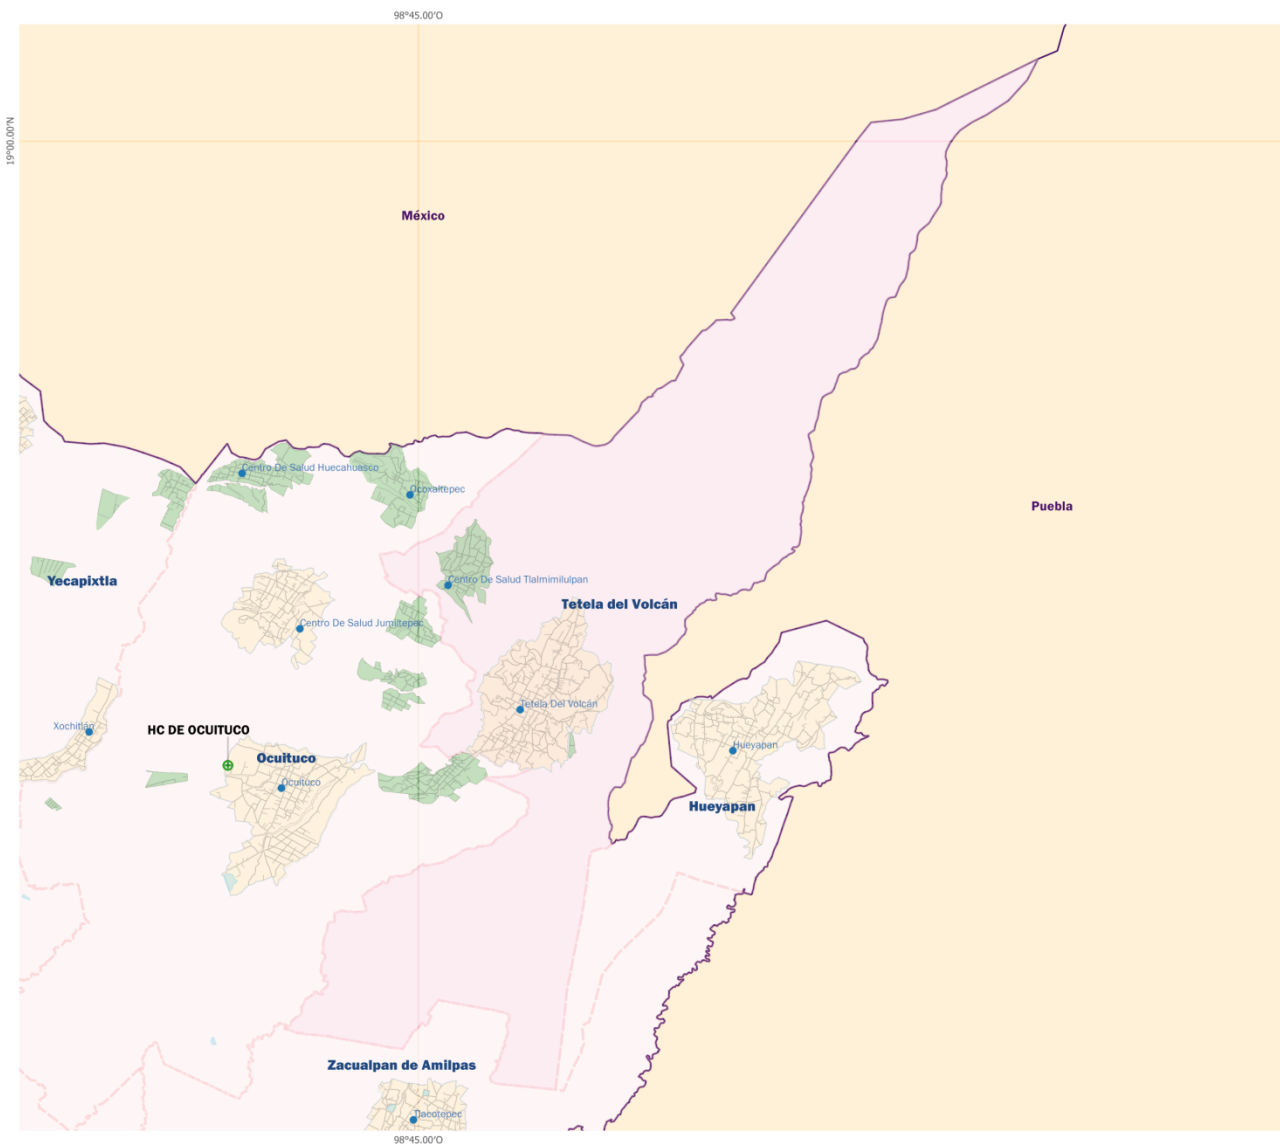 98°45.00'O
19°00.00'N
México
Centro De Salud Huecahuasco
Ocoxaltepec
Puebla
Yecapixtla
Centro De Salud Tlalmimilulpan
Tetela del Volcán
Centro De Salud Jumiltepec
Tetela Del Volcán
Xochitlán
HC DE OCUITUCO
Hueyapan
Ocuituco
Ocuituco
Hueyapan
Zacualpan de Amilpas
Tlacotepec
98°45.00'O